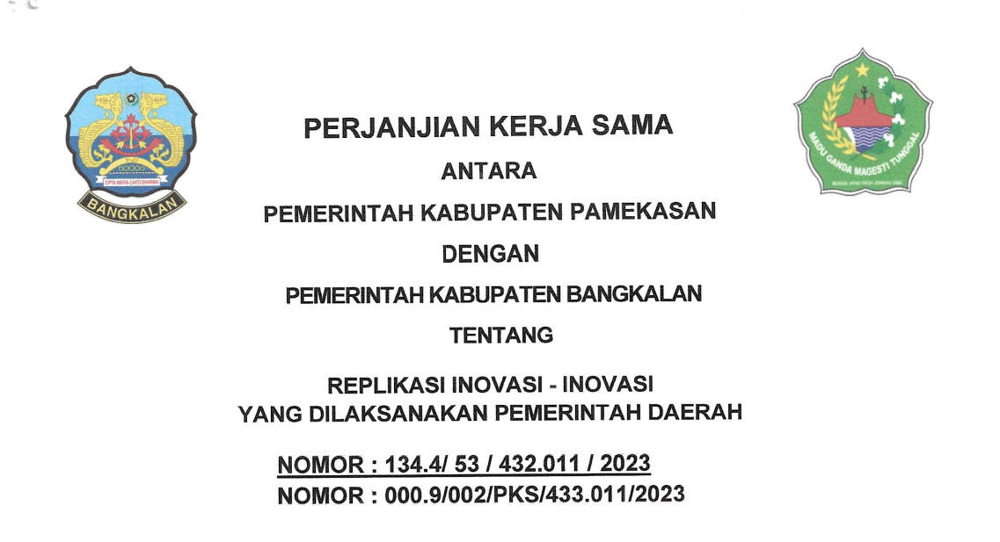 PERJANJIAN KERJA SAMA
ANTARA
PEMERINTAH KABUPATEN PAMEKASAN
DENGAN
PEMERINTAH KABUPATEN BANGKALAN
TENTANG
REPLIKASI INOVASI - INOVASI
YANG DILAKSANAKAN PEMERINTAH DAERAH
NOMOR : 134.4/ 53 / 432.011 / 2023
NOMOR : 000.9/002/PKS/433.011/2023
CIPTA INDRA ÇAKTI DHARMA
BANGKALAN
MADU GANDA MAGESTI TUNGGAL